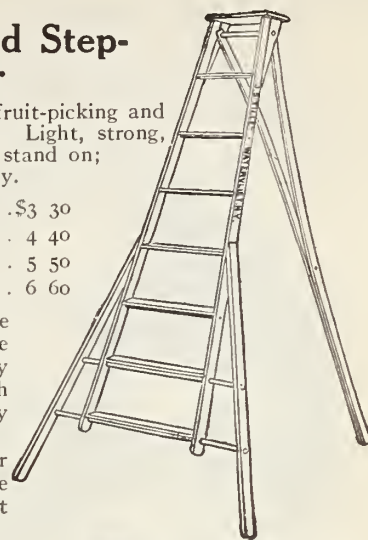 d Step-
.
fruit-picking and
Light, strong,
stand on;
y.
.$3 30
. 4 40
. 5 50
. 6 60
e
e
y
h
y
r
e
t